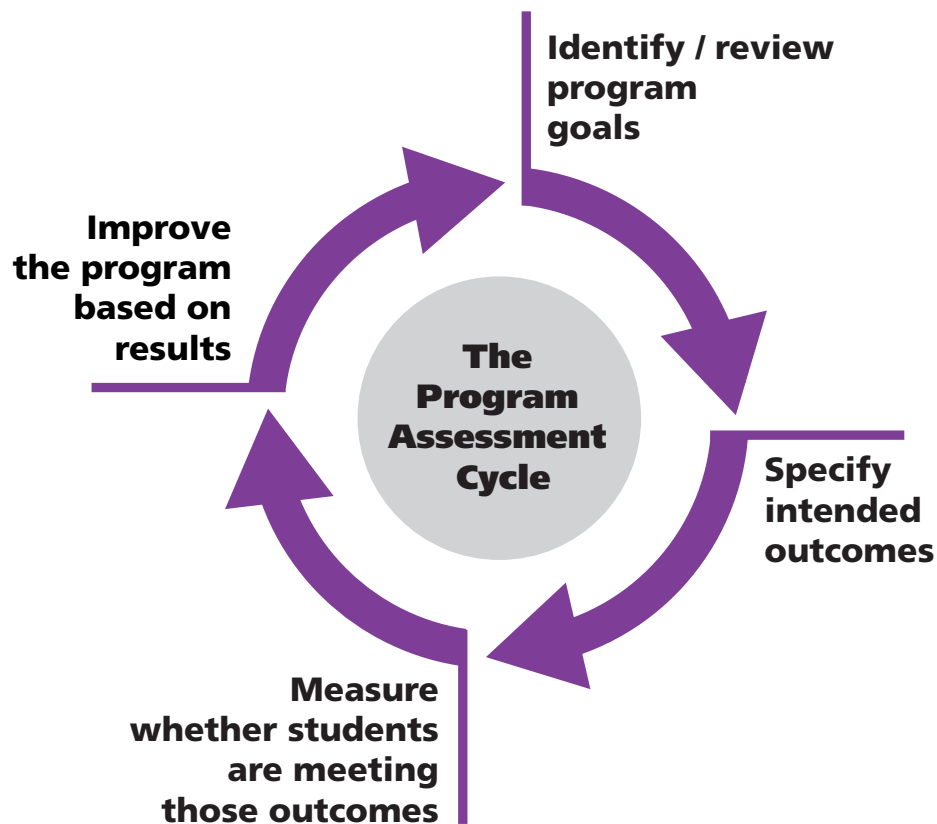 Identify / review
program
goals
Specify
intended
outcomes
Measure
whether students
are meeting
those outcomes
Improve
the program
based on
results
The
Program
Assessment
Cycle